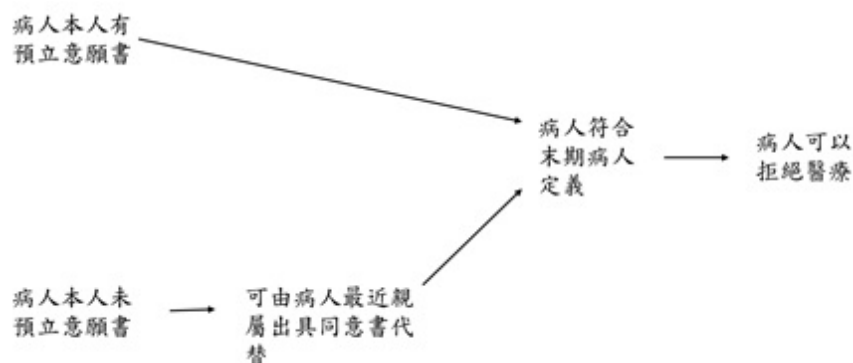 病人本人有
預立意願書
病人符合
末期病人
定義
病人可以
拒絕醫療
病人本人未
預立意願書
可由病人最近親
屬出具同意書代
替